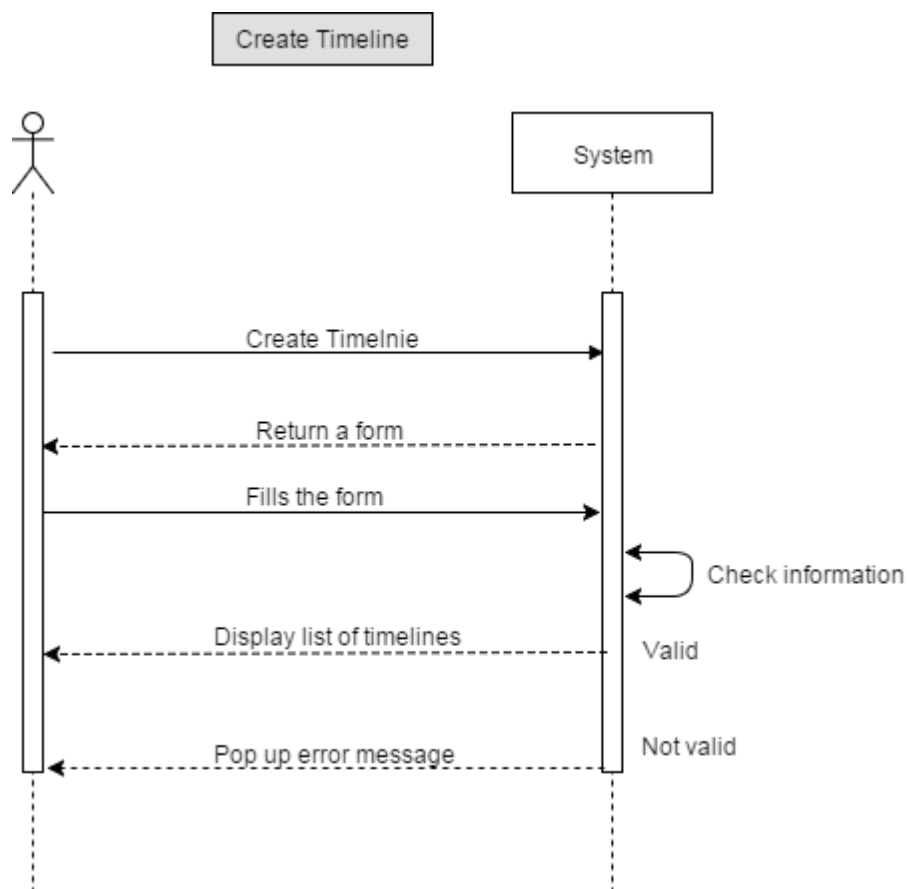 Create Timeline
System
Create Timelnie
Return a form
Fills the form
Check information
Display list of timelines
Valid
Not valid
Pop up error message